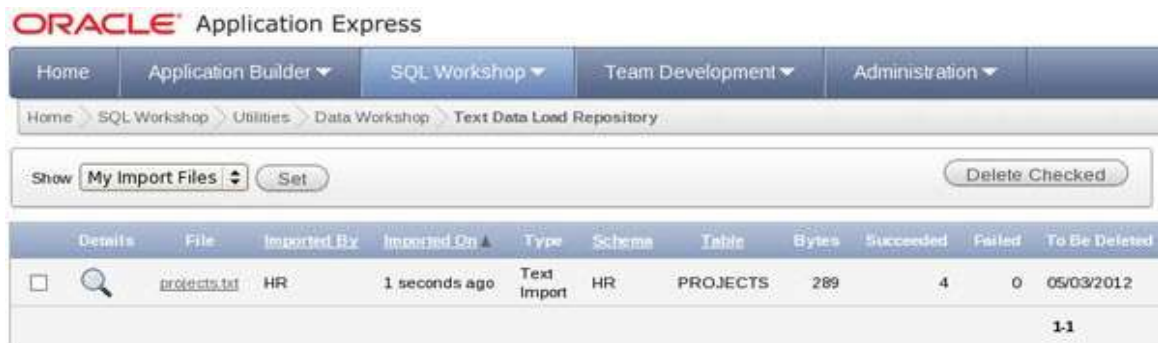 ORACLE Application Express
Home Application Builder SQL Workshop Team Development Administration
Home SQL Workshop Utilities Data Workshop Text Data Load Repository
Show My Import Files Set Delete Checked
Details File Imported By Imported On Type Schema Table Bytes Succeeded Failed To Be Deleted
projects.txt HR 1 seconds ago Text Import HR PROJECTS 289 4 0 05/03/2012
1-1